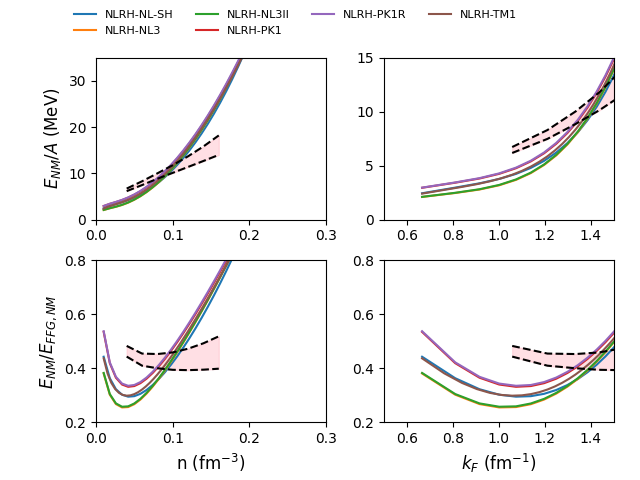 NLRH-NL-SH NLRH-NL3II NLRH-PK1R NLRH-TM1
NLRH-NL3 NLRH-PK1
E_NM/A (MeV)
30
20
10
0
0.0 0.1 0.2 0.3
15
10
5
0
0.6 0.8 1.0 1.2 1.4
E_NM/E_FFG,NM
0.8
0.6
0.4
0.2
0.0 0.1 0.2 0.3
n (fm⁻³)
0.8
0.6
0.4
0.2
0.6 0.8 1.0 1.2 1.4
k_F (fm⁻¹)